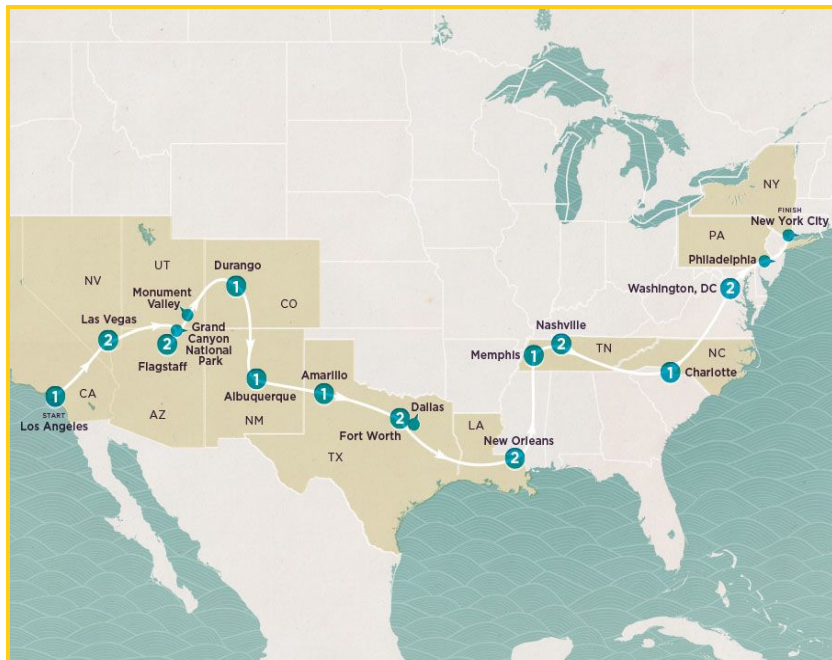 NY
FINISH
New York City
PA
Philadelphia
Washington, DC
2
Durango
1
CO
NV
UT
Monument
Valley
Las Vegas
2
Grand
Canyon
National
Park
2
Flagstaff
Nashville
2
TN
Memphis
1
NC
1
Charlotte
CA
1
START
Los Angeles
AZ
1
Albuquerque
NM
Amarillo
1
Dallas
2
Fort Worth
TX
LA
New Orleans
2